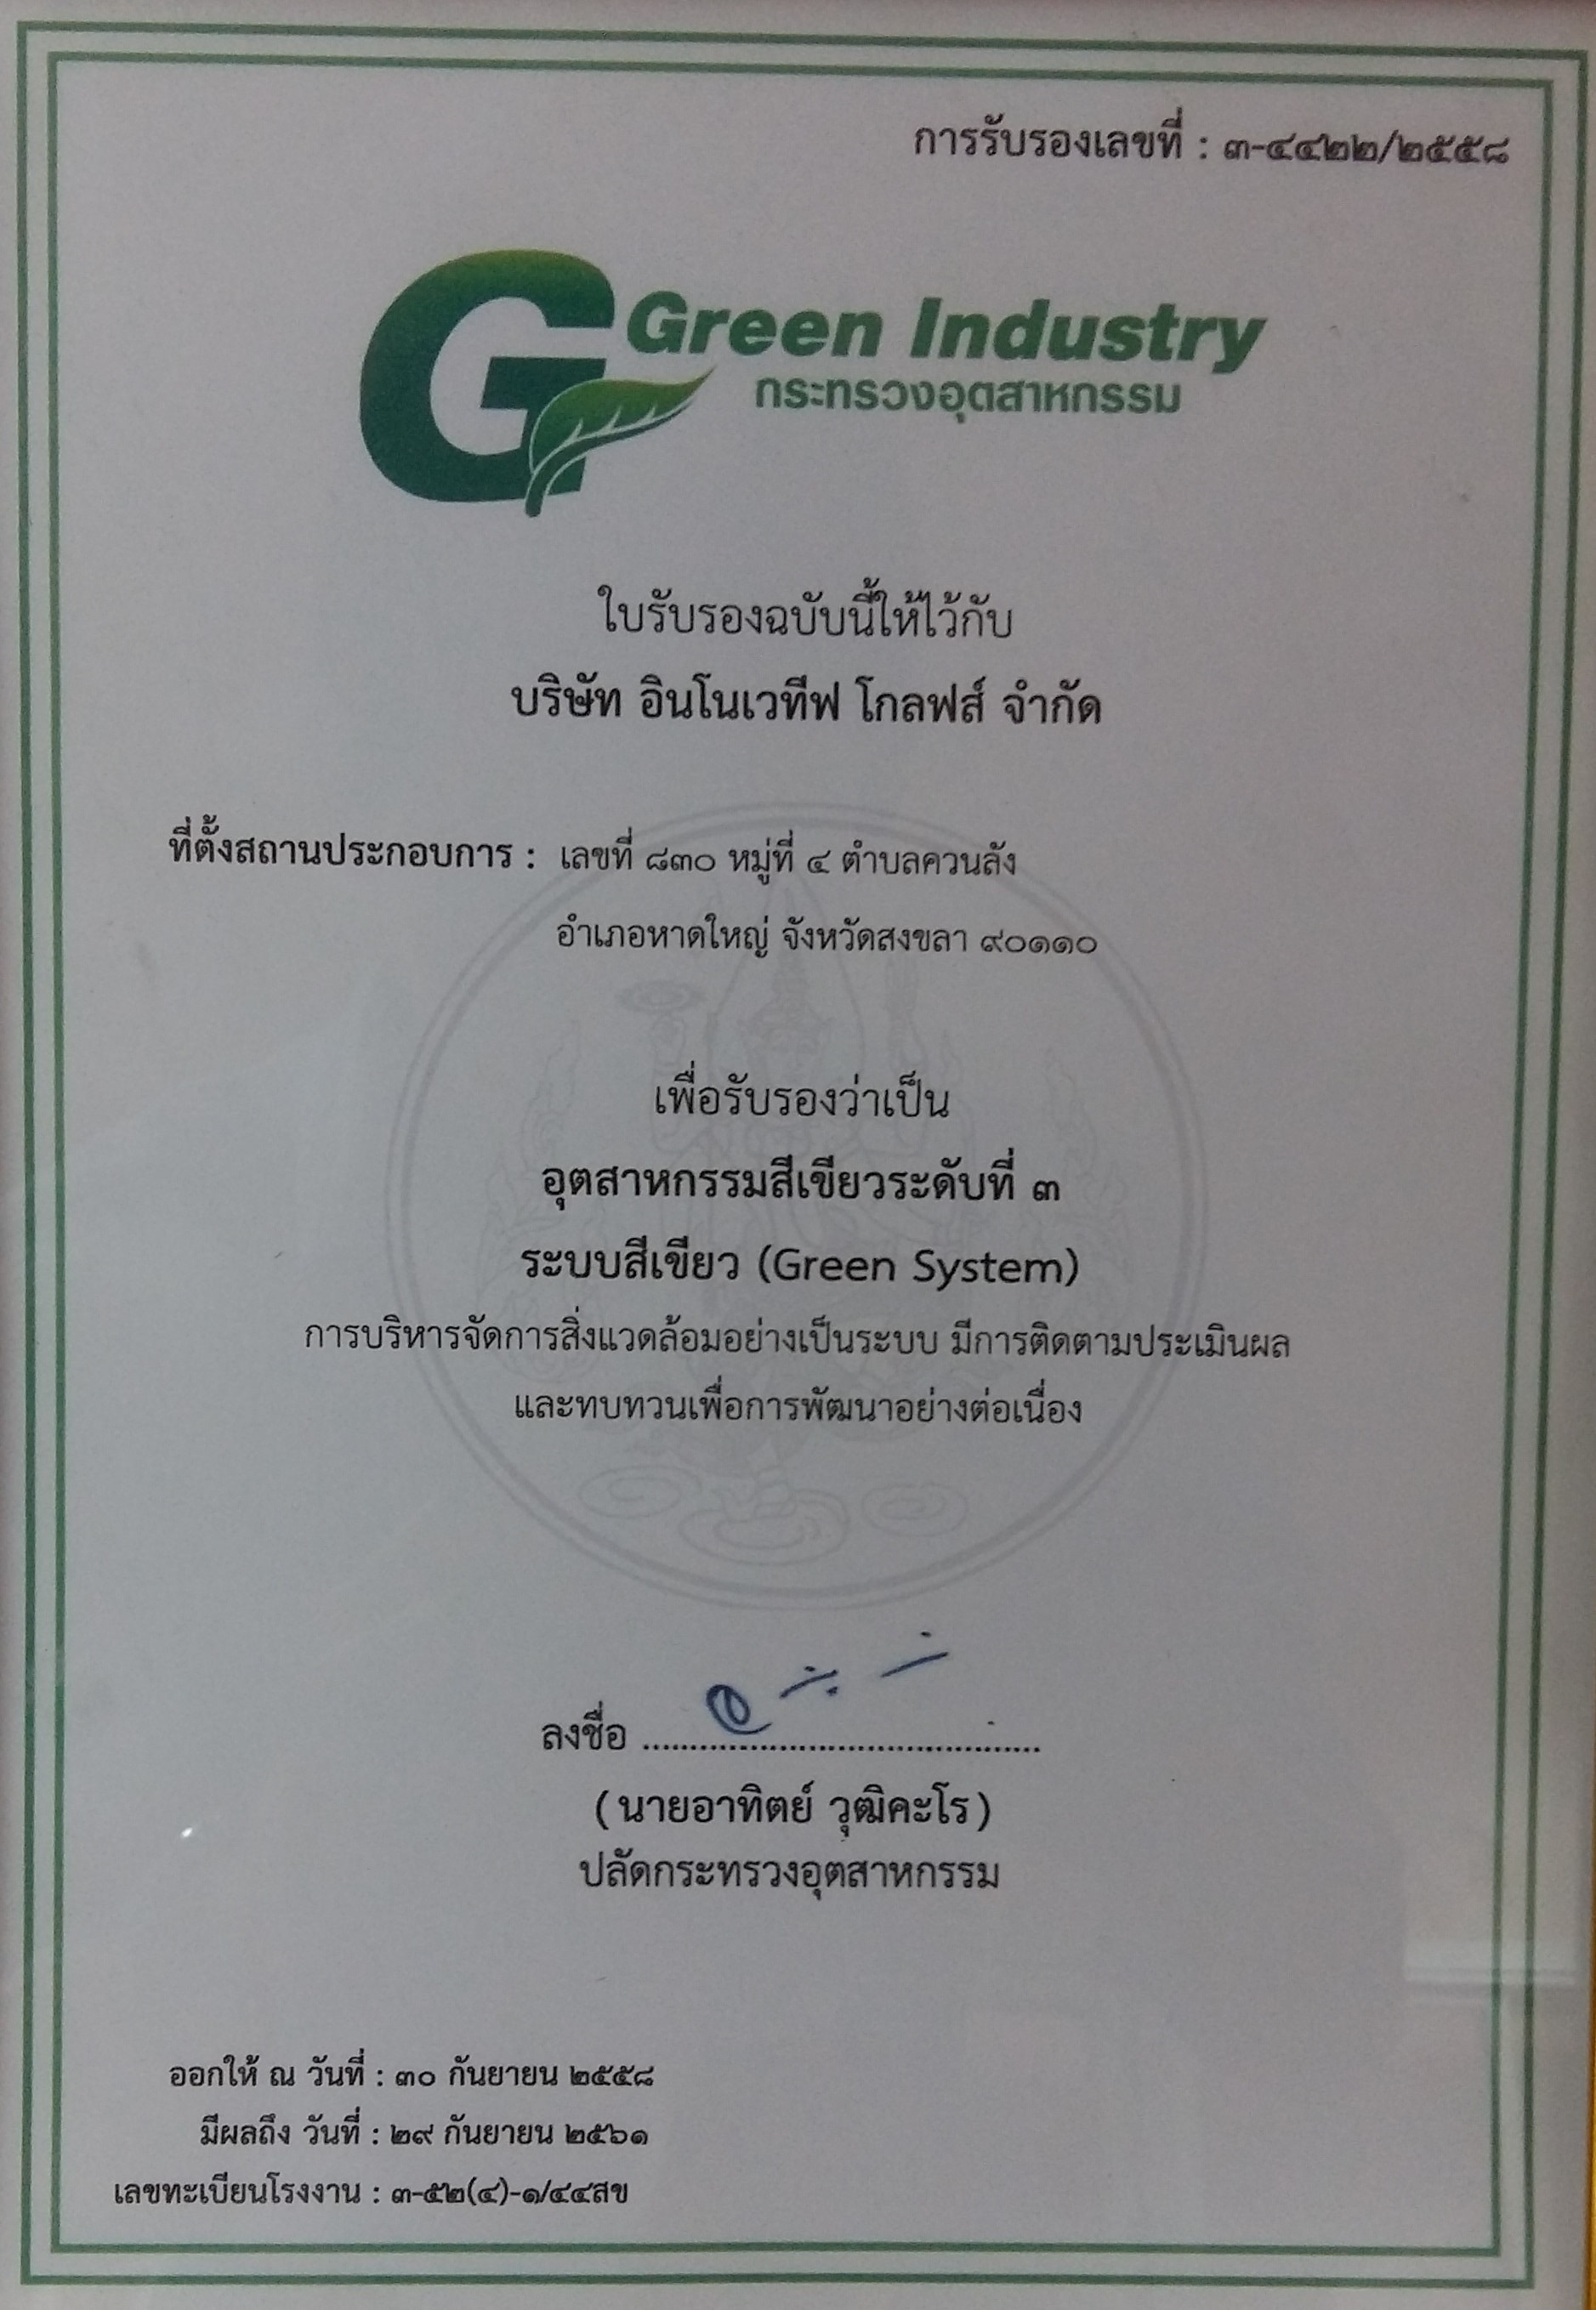 การรับรองเลขที่ : ๓-๔๔๒๒/๒๕๕๘
Green Industry
กระทรวงอุตสาหกรรม
ใบรับรองฉบับนี้ให้ไว้กับ
บริษัท อินโนเวทีฟ โกลฟส์ จำกัด
ที่ตั้งสถานประกอบการ : เลขที่ ๘๓๐ หมู่ที่ ๔ ตำบลควนลัง
อำเภอหาดใหญ่ จังหวัดสงขลา ๙๐๑๑๐
เพื่อรับรองว่าเป็น
อุตสาหกรรมสีเขียวระดับที่ ๓
ระบบสีเขียว (Green System)
การบริหารจัดการสิ่งแวดล้อมอย่างเป็นระบบ มีการติดตามประเมินผล
และทบทวนเพื่อการพัฒนาอย่างต่อเนื่อง
ลงชื่อ ..........................................
(นายอาทิตย์ วุฒิคะโร)
ปลัดกระทรวงอุตสาหกรรม
ออกให้ ณ วันที่ : ๓๐ กันยายน ๒๕๕๘
มีผลถึง วันที่ : ๒๙ กันยายน ๒๕๖๑
เลขทะเบียนโรงงาน : ๓-๕๒(๔)-๑/๔๔สข